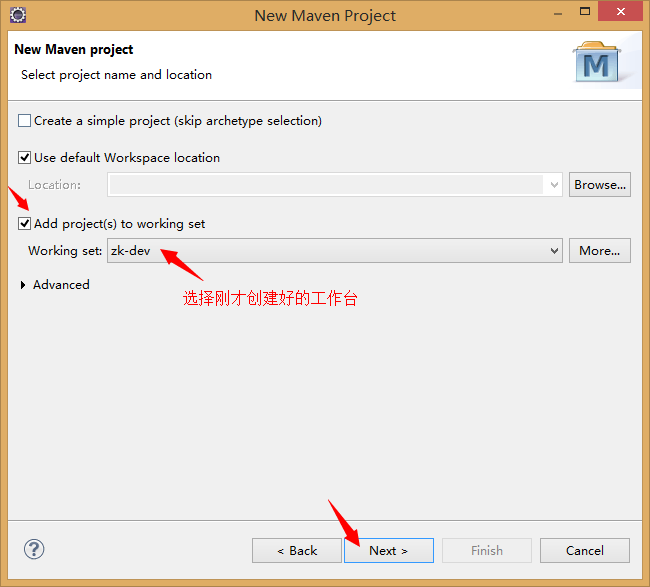 New Maven Project
New Maven project
Select project name and location
M
Create a simple project (skip archetype selection)
Use default Workspace location
Location:
Browse...
Add project(s) to working set
Working set: zk-dev
More...
Advanced
选择刚才创建好的工作台
?
< Back
Next >
Finish
Cancel